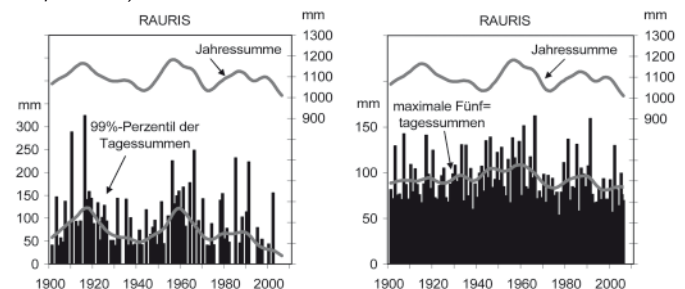 RAURIS
mm
1300
1200
1100
1000
900
Jahressumme
mm
300
250
200
150
100
50
0
99%-Perzentil der
Tagessummen
1900 1920 1940 1960 1980 2000
RAURIS
mm
1300
1200
1100
1000
900
Jahressumme
mm
150
100
50
0
maximale Fünf=
tagessummen
1900 1920 1940 1960 1980 2000